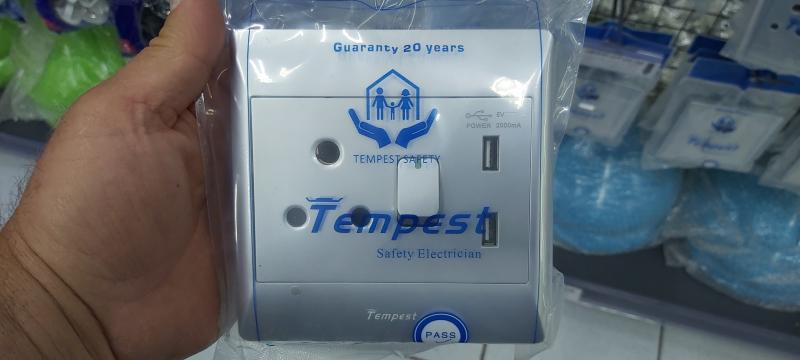 Guaranty 20 years
5V
POWER 2000mA
TEMPEST SAFETY
Tempest
Safety Electrician
Tempest
PASS